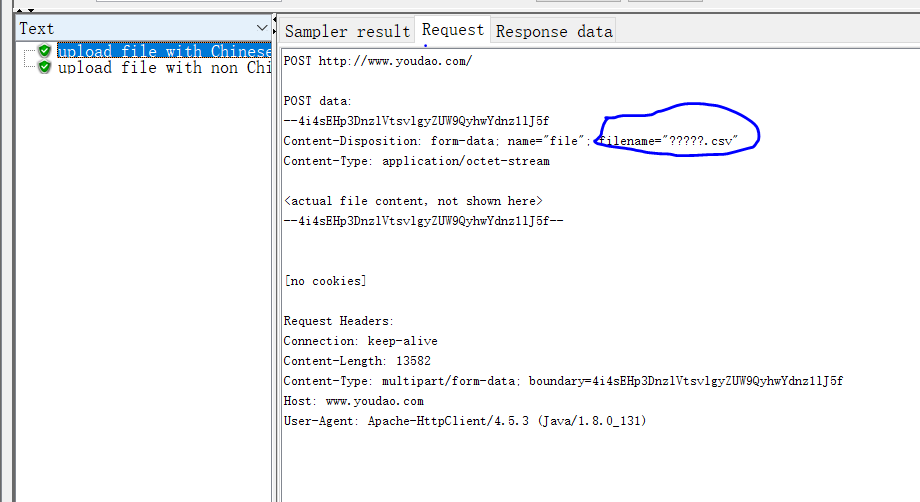 Text
upload file with Chinese
upload file with non Chi
Sampler result
Request
Response data
POST http://www.youdao.com/
POST data:
--4i4sEHp3DnzlVtsvlgyZUW9QyhwYdnz1lJ5f
Content-Disposition: form-data; name="file"; filename="?????.csv"
Content-Type: application/octet-stream
<actual file content, not shown here>
--4i4sEHp3DnzlVtsvlgyZUW9QyhwYdnz1lJ5f--
[no cookies]
Request Headers:
Connection: keep-alive
Content-Length: 13582
Content-Type: multipart/form-data; boundary=4i4sEHp3DnzlVtsvlgyZUW9QyhwYdnz1lJ5f
Host: www.youdao.com
User-Agent: Apache-HttpClient/4.5.3 (Java/1.8.0_131)